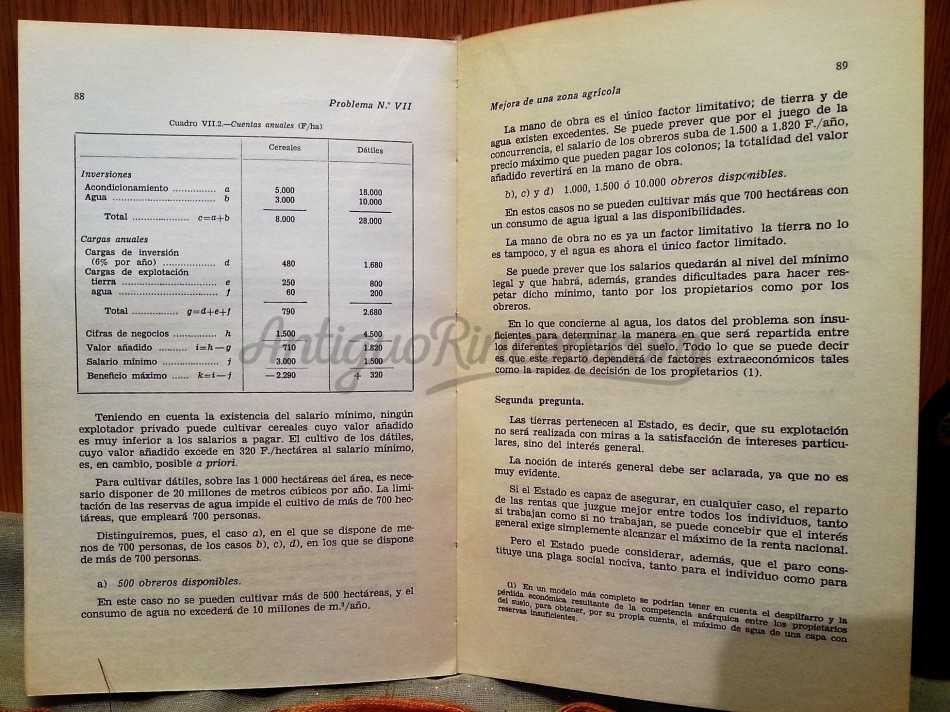 88
Problema N.° VII
Cuadro VII.2.—Cuentas anuales (F/ha)
Cereales Dátiles
Inversiones
Acondicionamiento ............... a 5.000 18.000
Agua .................................... b 3.000 10.000
Total .................. c=a+b 8.000 28.000
Cargas anuales
Cargas de inversión
(6% por año) ................. d 480 1.680
Cargas de explotación
tierra .............................. e 250 800
agua ............................... f 60 200
Total ............... g=d+e+f 790 2.680
Cifras de negocios ................ h 1.500 4.500
Valor añadido ......... i=h—g 710 1.820
Salario mínimo ..................... j 3.000 1.500
Beneficio máximo ...... k=i—j —2.290 + 320
Teniendo en cuenta la existencia del salario mínimo, ningún
explotador privado puede cultivar cereales cuyo valor añadido
es muy inferior a los salarios a pagar. El cultivo de los dátiles,
cuyo valor añadido excede en 320 F./hectárea al salario mínimo,
es, en cambio, posible a priori.
Para cultivar dátiles, sobre las 1 000 hectáreas del área, es nece-
sario disponer de 20 millones de metros cúbicos por año. La limi-
tación de las reservas de agua impide el cultivo de más de 700 hec-
táreas, que empleará 700 personas.
Distinguiremos, pues, el caso a), en el que se dispone de me-
nos de 700 personas, de los casos b), c), d), en los que se dispone
de más de 700 personas.
a) 500 obreros disponibles.
En este caso no se pueden cultivar más de 500 hectáreas, y el
consumo de agua no excederá de 10 millones de m.³/año.
89
Mejora de una zona agrícola
La mano de obra es el único factor limitativo; de tierra y de
agua existen excedentes. Se puede prever que por el juego de la
concurrencia, el salario de los obreros suba de 1.500 a 1.820 F./año,
precio máximo que pueden pagar los colonos; la totalidad del valor
añadido revertirá en la mano de obra.
b), c) y d) 1.000, 1.500 ó 10.000 obreros disponibles.
En estos casos no se pueden cultivar más que 700 hectáreas con
un consumo de agua igual a las disponibilidades.
La mano de obra no es ya un factor limitativo la tierra no lo
es tampoco, y el agua es ahora el único factor limitado.
Se puede prever que los salarios quedarán al nivel del mínimo
legal y que habrá, además, grandes dificultades para hacer res-
petar dicho mínimo, tanto por los propietarios como por los
obreros.
En lo que concierne al agua, los datos del problema son insu-
ficientes para determinar la manera en que será repartida entre
los diferentes propietarios del suelo. Todo lo que se puede decir
es que este reparto dependerá de factores extraeconómicos tales
como la rapidez de decisión de los propietarios (1).
Segunda pregunta.
Las tierras pertenecen al Estado, es decir, que su explotación
no será realizada con miras a la satisfacción de intereses particu-
lares, sino del interés general.
La noción de interés general debe ser aclarada, ya que no es
muy evidente.
Si el Estado es capaz de asegurar, en cualquier caso, el reparto
de las rentas que juzgue mejor entre todos los individuos, tanto
si trabajan como si no trabajan, se puede concebir que el interés
general exige simplemente alcanzar el máximo de la renta nacional.
Pero el Estado puede considerar, además, que el paro cons-
tituye una plaga social nociva, tanto para el individuo como para
(1) En un modelo más completo se podrían tener en cuenta el despilfarro y la
pérdida económica resultante de la competencia anárquica entre los propietarios
del suelo, para obtener, por su propia cuenta, el máximo de agua de una capa con
reservas insuficientes.